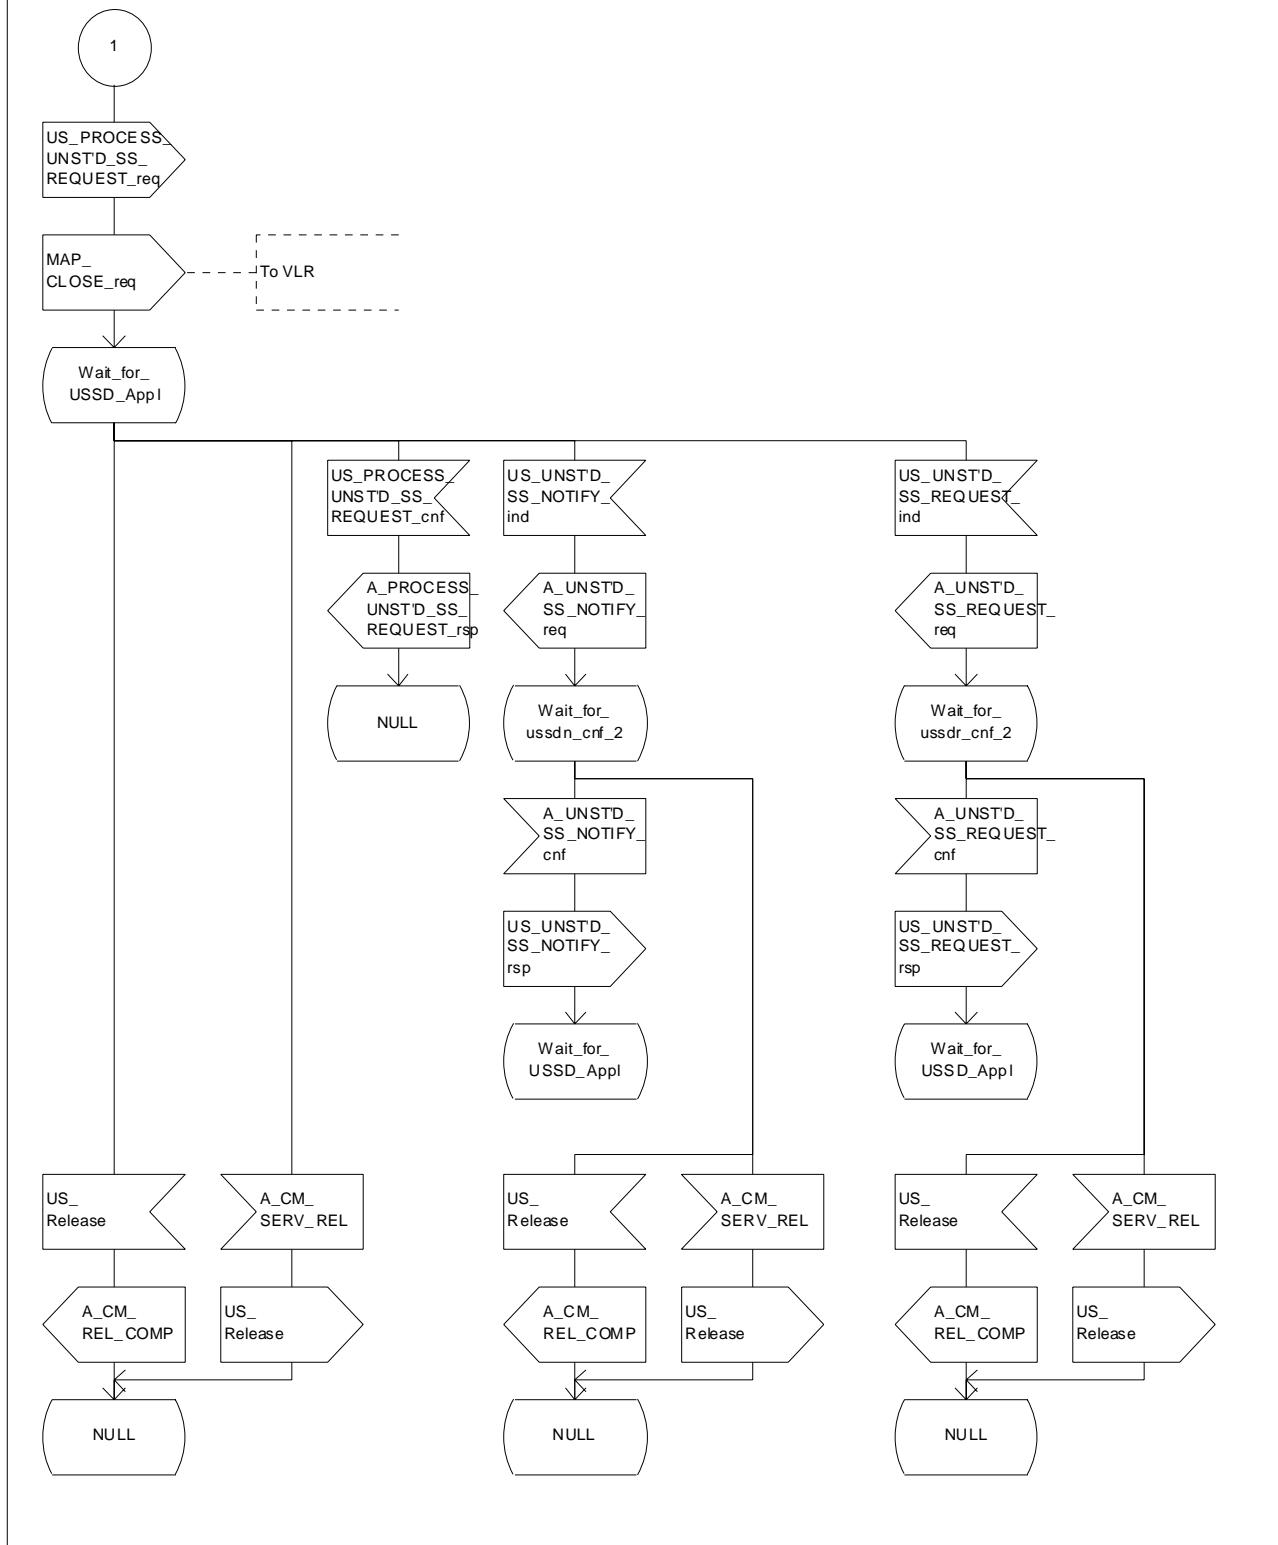 1
US_PROCESS_
UNST'D_SS_
REQUEST_req
MAP_
CLOSE_req
To VLR
Wait_for_
USSD_Appl
US_PROCESS_
UNST'D_SS_
REQUEST_cnf
US_UNST'D_
SS_NOTIFY_
ind
US_UNST'D_
SS_REQUEST_
ind
A_PROCESS_
UNST'D_SS_
REQUEST_rsp
A_UNST'D_
SS_NOTIFY_
req
A_UNST'D_
SS_REQUEST_
req
NULL
Wait_for_
ussdn_cnf_2
Wait_for_
ussdr_cnf_2
A_UNST'D_
SS_NOTIFY_
cnf
A_UNST'D_
SS_REQUEST_
cnf
US_UNST'D_
SS_NOTIFY_
rsp
US_UNST'D_
SS_REQUEST_
rsp
Wait_for_
USSD_Appl
Wait_for_
USSD_Appl
US_
Release
A_CM_
SERV_REL
US_
Release
A_CM_
SERV_REL
US_
Release
A_CM_
SERV_REL
A_CM_
REL_COMP
US_
Release
A_CM_
REL_COMP
US_
Release
A_CM_
REL_COMP
US_
Release
NULL
NULL
NULL